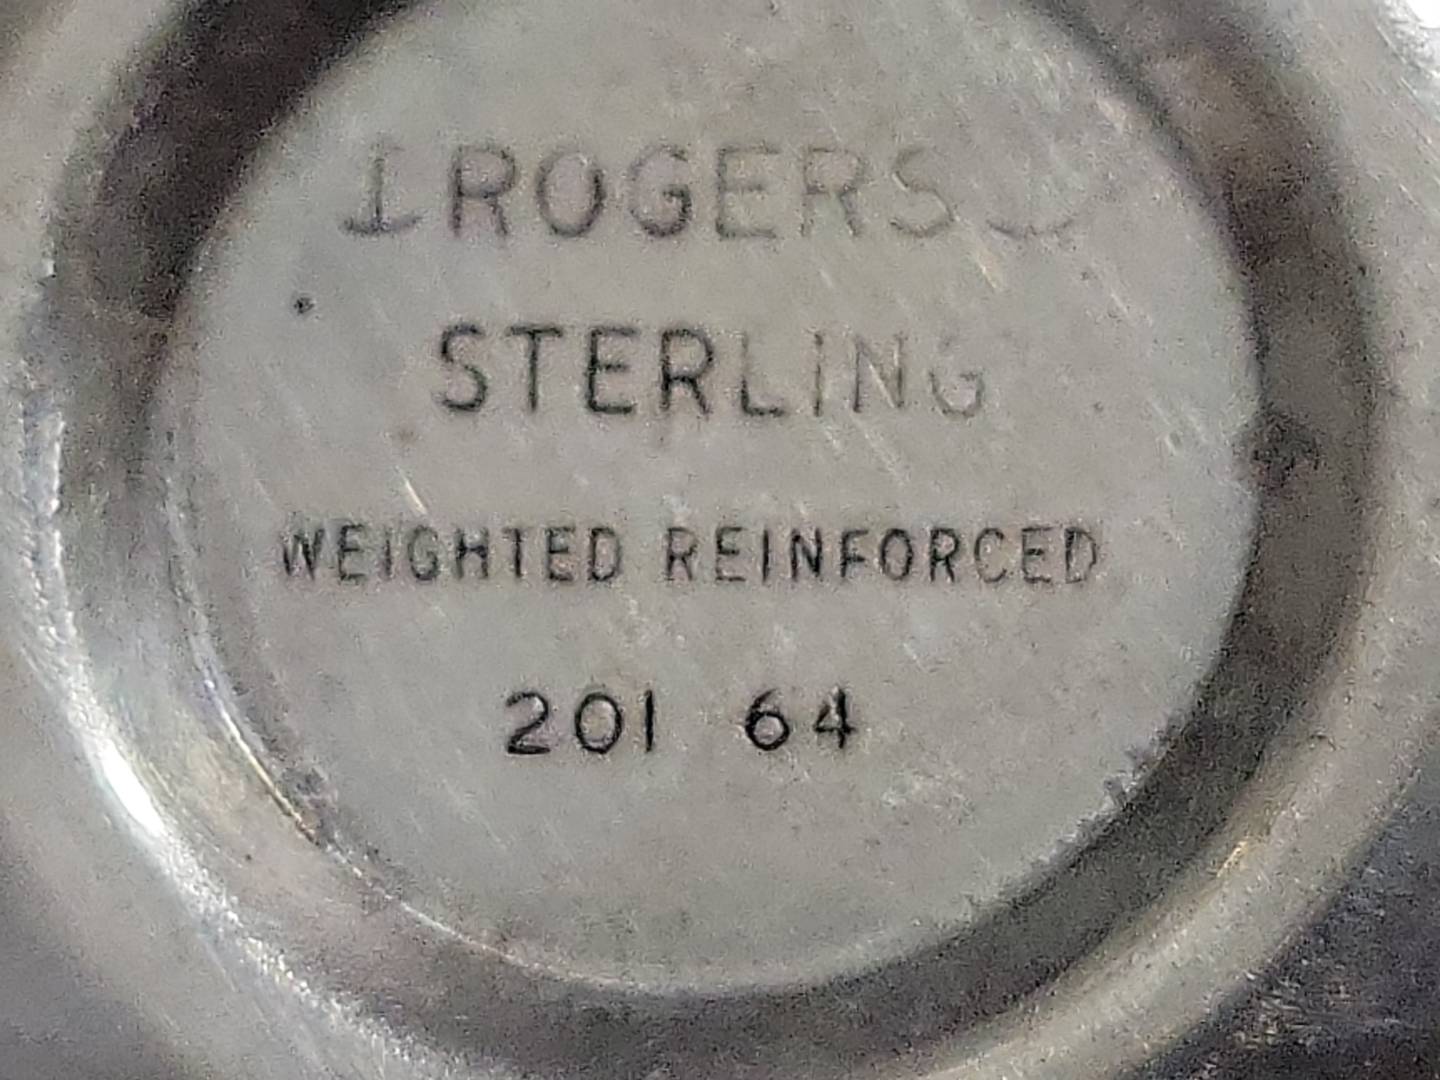 ROGERS
STERLING
WEIGHTED REINFORCED
201 64